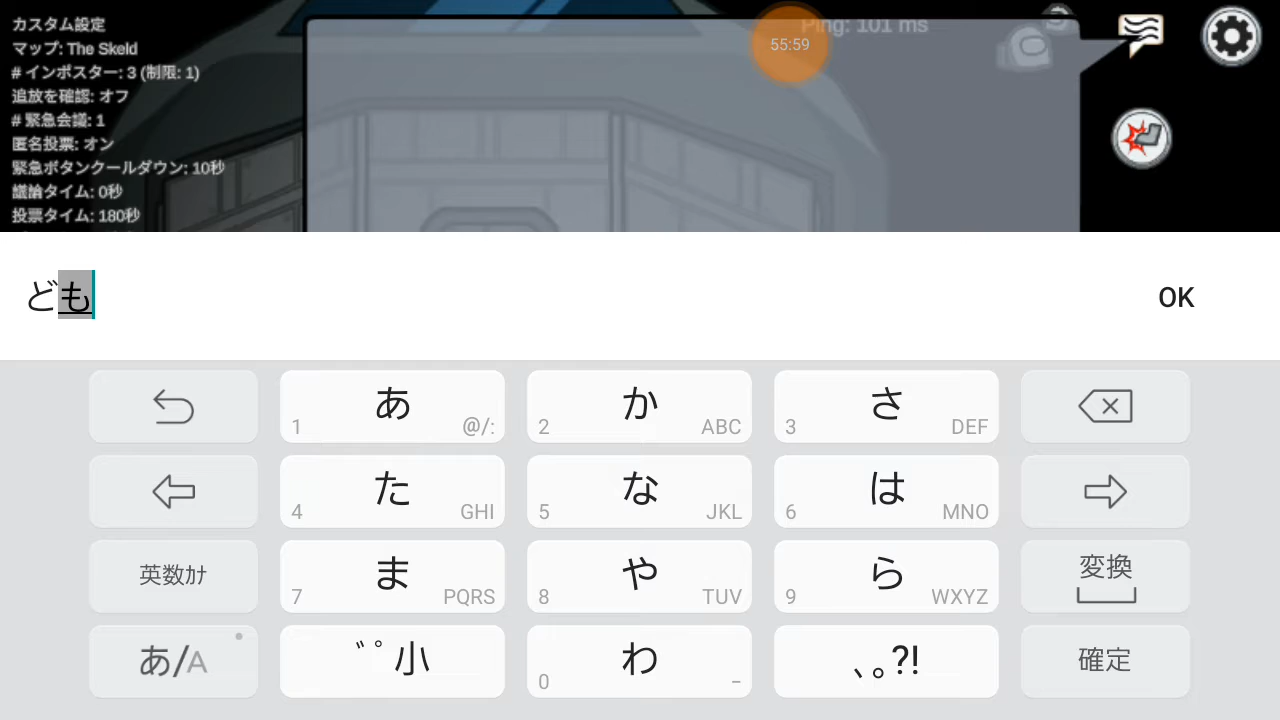 カスタム設定
マップ: The Skeld
# インポスター: 3 (制限: 1)
追放を確認: オフ
# 緊急会議: 1
匿名投票: オン
緊急ボタンクールダウン: 10秒
議論タイム: 0秒
投票タイム: 180秒
Ping: 101 ms
55:59
ども
OK
あ 1 @/:
か 2 ABC
さ 3 DEF
た 4 GHI
な 5 JKL
は 6 MNO
英数カナ
ま 7 PQRS
や 8 TUV
ら 9 WXYZ
変換
あ/A
゛゜小
わ 0 −
、。?!
確定